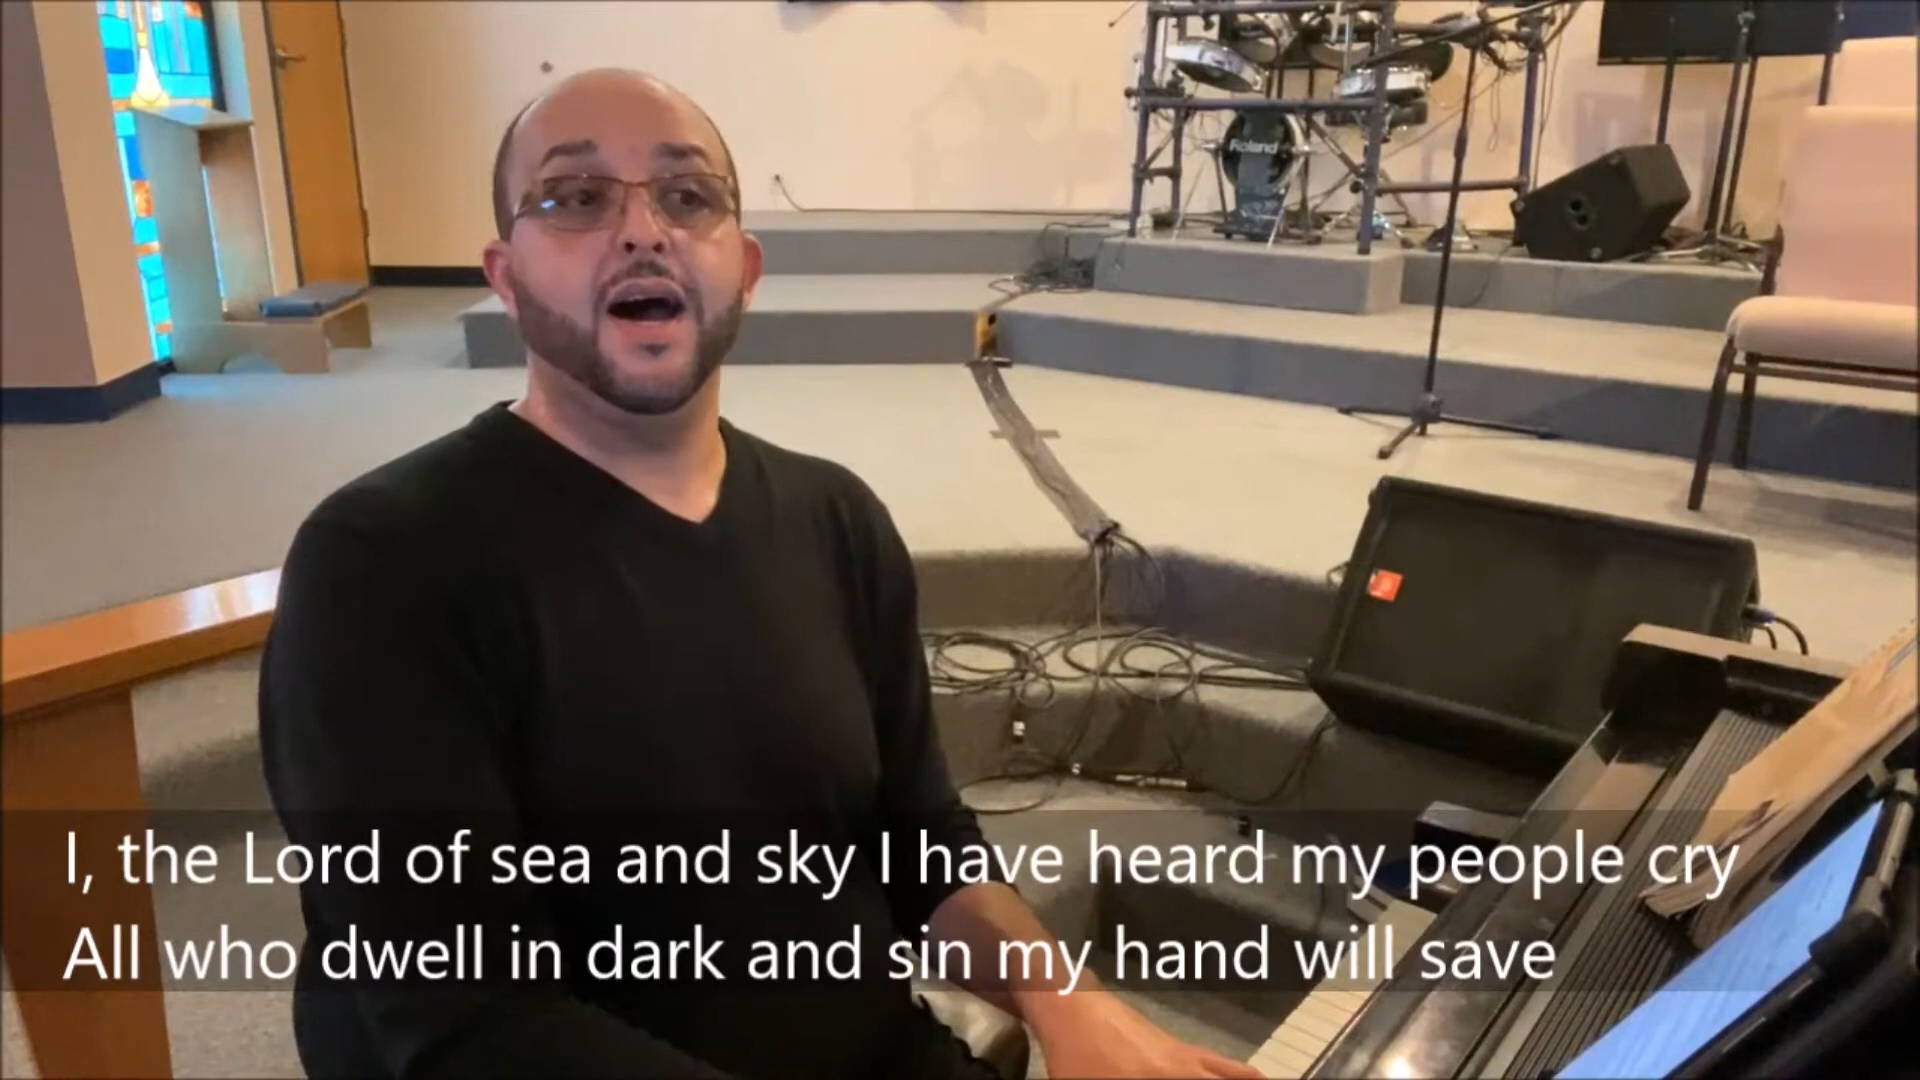 Roland
I, the Lord of sea and sky I have heard my people cry
All who dwell in dark and sin my hand will save